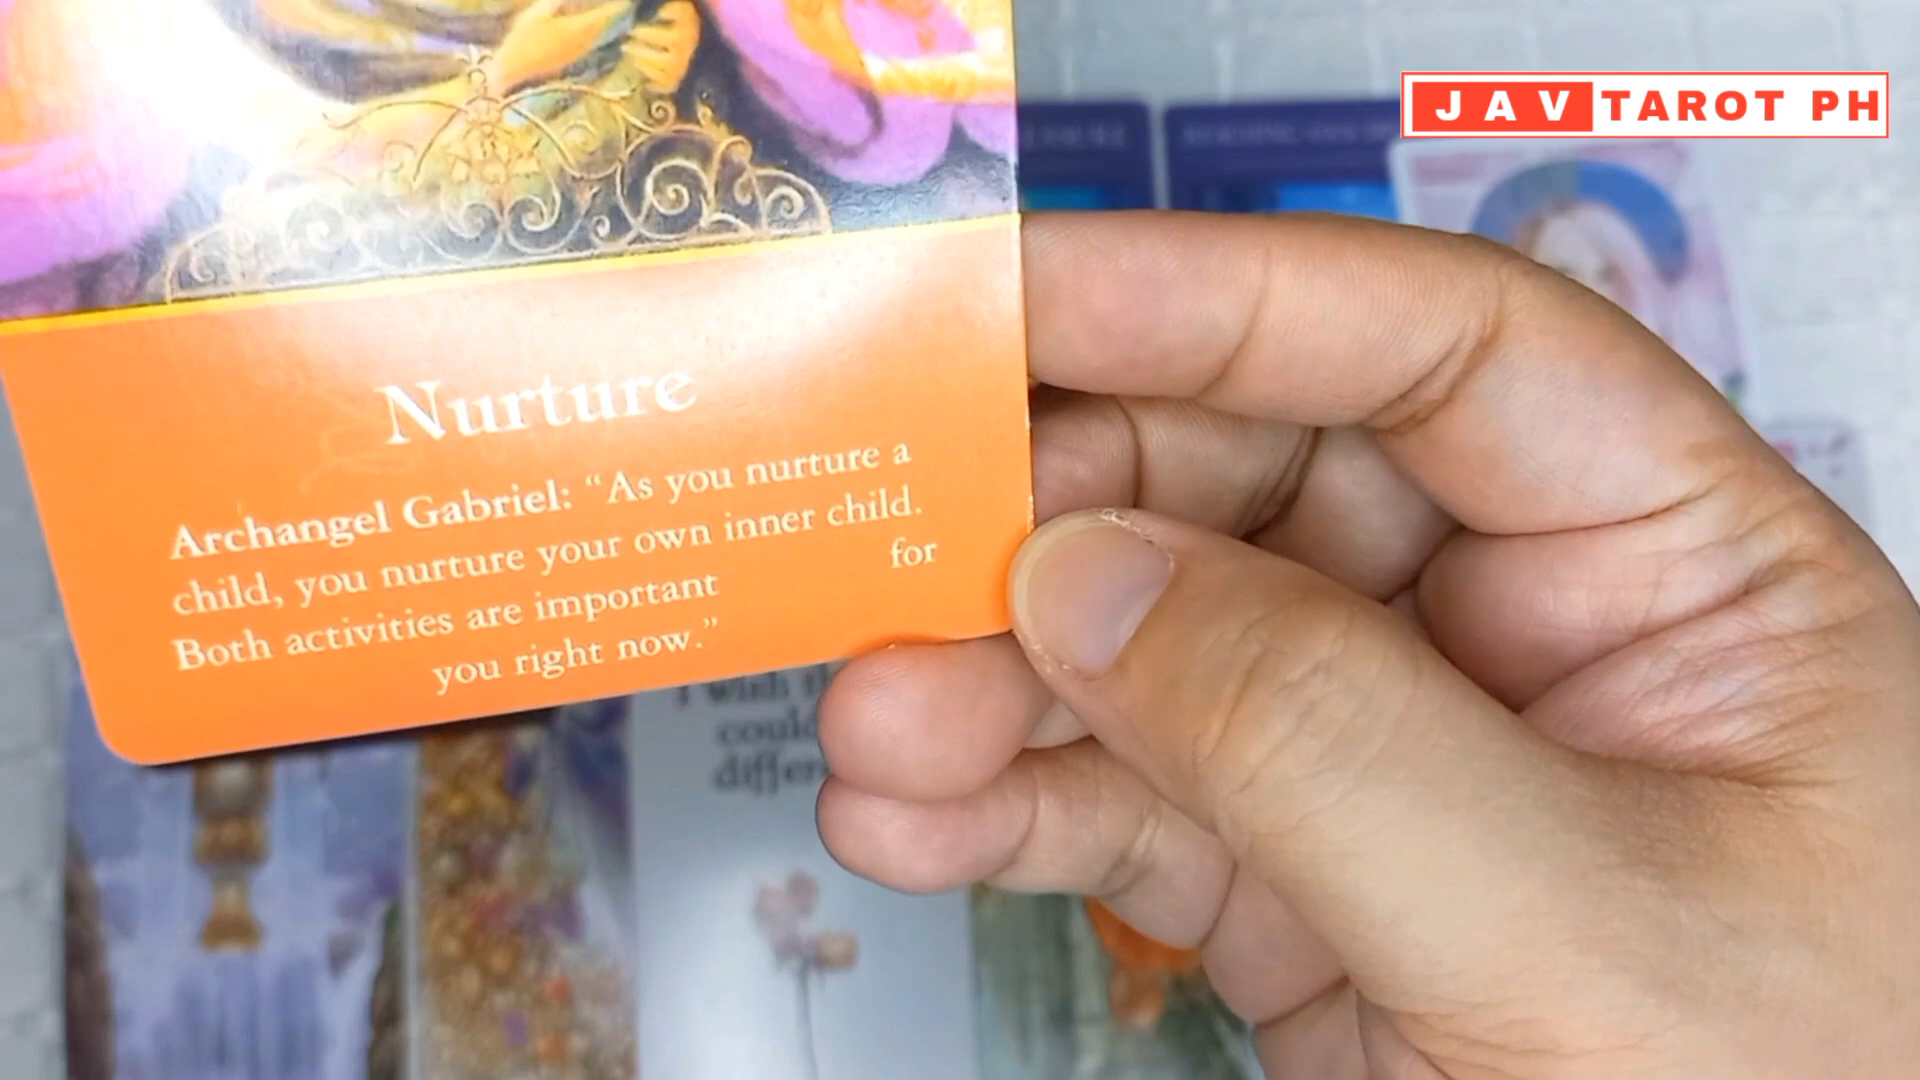 JAV TAROT PH
Nurture
Archangel Gabriel: “As you nurture a
child, you nurture your own inner child.
Both activities are important for
you right now.”
I wish